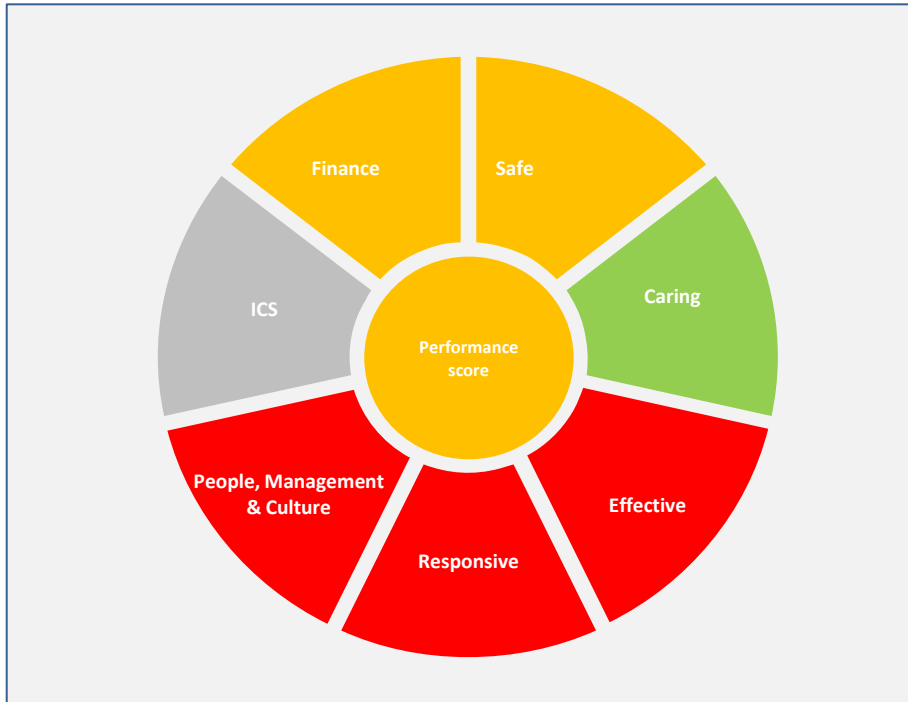 Finance
Safe
Caring
ICS
Performance
score
People, Management
& Culture
Effective
Responsive